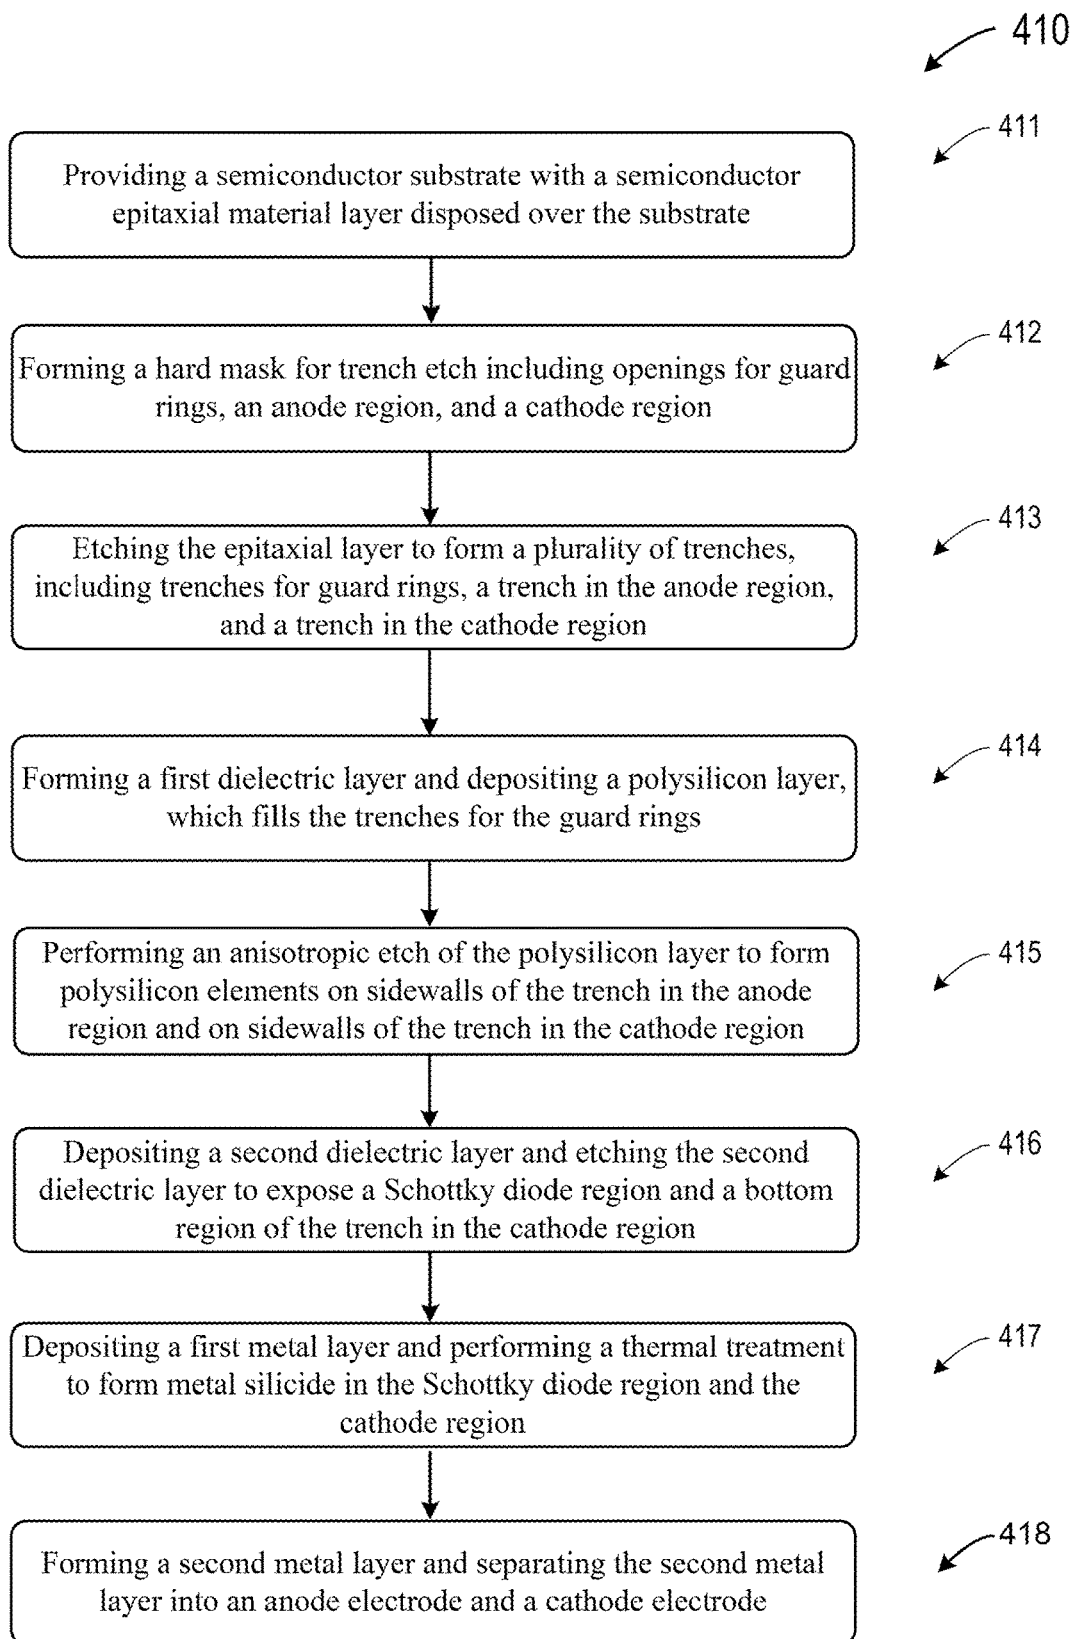 410
411
Providing a semiconductor substrate with a semiconductor
epitaxial material layer disposed over the substrate
412
Forming a hard mask for trench etch including openings for guard
rings, an anode region, and a cathode region
413
Etching the epitaxial layer to form a plurality of trenches,
including trenches for guard rings, a trench in the anode region,
and a trench in the cathode region
414
Forming a first dielectric layer and depositing a polysilicon layer,
which fills the trenches for the guard rings
415
Performing an anisotropic etch of the polysilicon layer to form
polysilicon elements on sidewalls of the trench in the anode
region and on sidewalls of the trench in the cathode region
416
Depositing a second dielectric layer and etching the second
dielectric layer to expose a Schottky diode region and a bottom
region of the trench in the cathode region
417
Depositing a first metal layer and performing a thermal treatment
to form metal silicide in the Schottky diode region and the
cathode region
418
Forming a second metal layer and separating the second metal
layer into an anode electrode and a cathode electrode